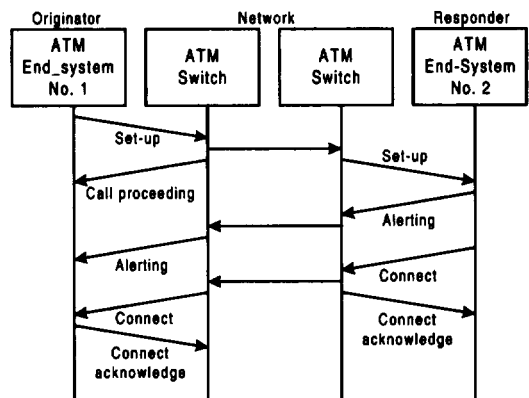 Originator
Network
Responder
ATM
End_system
No. 1
ATM
Switch
ATM
Switch
ATM
End-System
No. 2
Set-up
Set-up
Call proceeding
Alerting
Alerting
Connect
Connect
Connect
acknowledge
Connect
acknowledge